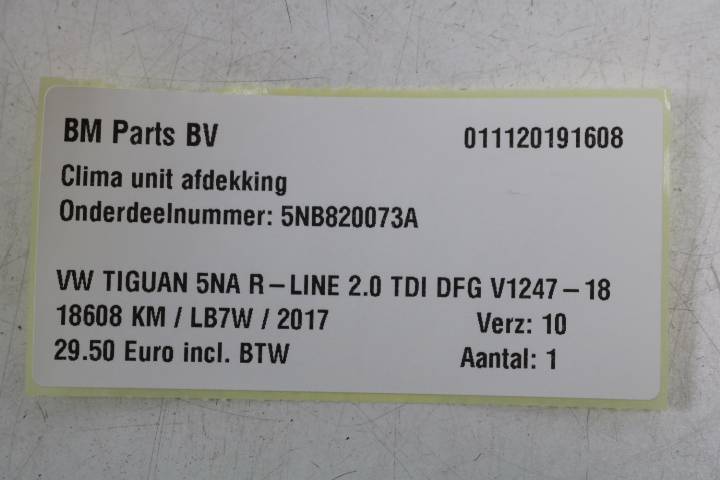 BM Parts BV 011120191608
Clima unit afdekking
Onderdeelnummer: 5NB820073A
VW TIGUAN 5NA R-LINE 2.0 TDI DFG V1247-18
18608 KM / LB7W / 2017 Verz: 10
29.50 Euro incl. BTW Aantal: 1